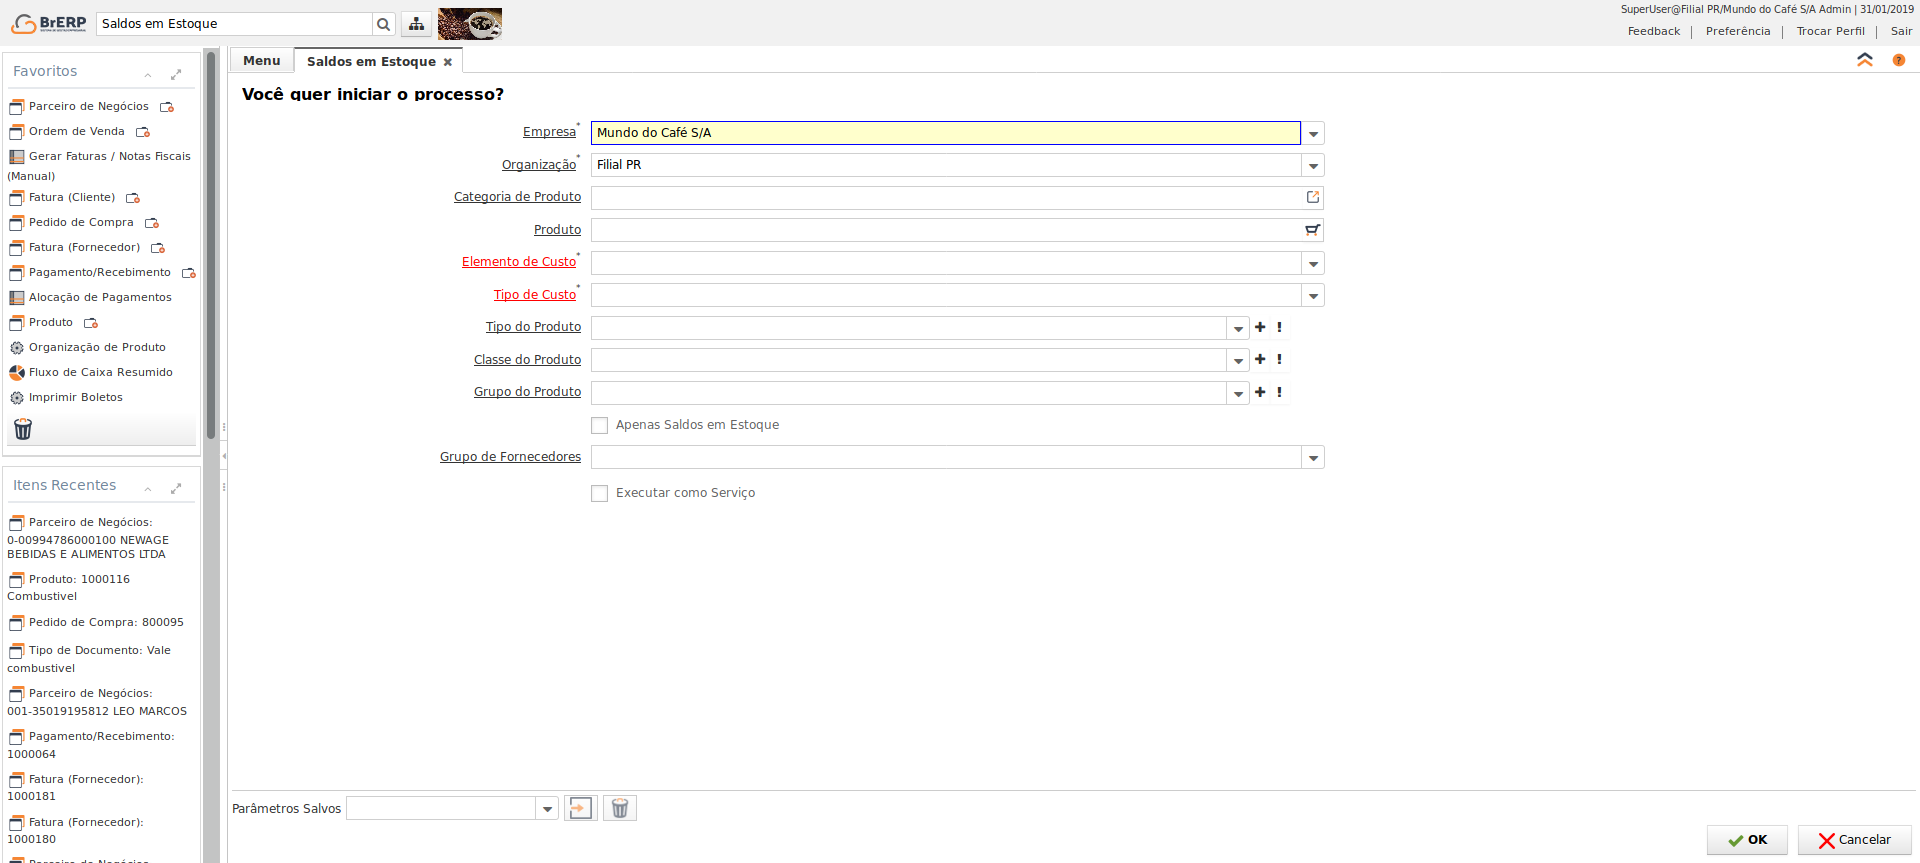 BrERP
Saldos em Estoque
SuperUser@Filial PR/Mundo do Café S/A Admin | 31/01/2019
Feedback | Preferência | Trocar Perfil | Sair
Favoritos
Parceiro de Negócios
Ordem de Venda
Gerar Faturas / Notas Fiscais
(Manual)
Fatura (Cliente)
Pedido de Compra
Fatura (Fornecedor)
Pagamento/Recebimento
Alocação de Pagamentos
Produto
Organização de Produto
Fluxo de Caixa Resumido
Imprimir Boletos
Itens Recentes
Parceiro de Negócios:
0-00994786000100 NEWAGE
BEBIDAS E ALIMENTOS LTDA
Produto: 1000116
Combustivel
Pedido de Compra: 800095
Tipo de Documento: Vale
combustivel
Parceiro de Negócios:
001-35019195812 LEO MARCOS
Pagamento/Recebimento:
1000064
Fatura (Fornecedor):
1000181
Fatura (Fornecedor):
1000180
Parceiro de Negócios
Menu
Saldos em Estoque
Você quer iniciar o processo?
Empresa* Mundo do Café S/A
Organização* Filial PR
Categoria de Produto
Produto
Elemento de Custo*
Tipo de Custo*
Tipo do Produto + !
Classe do Produto + !
Grupo do Produto + !
Apenas Saldos em Estoque
Grupo de Fornecedores
Executar como Serviço
Parâmetros Salvos
OK
Cancelar